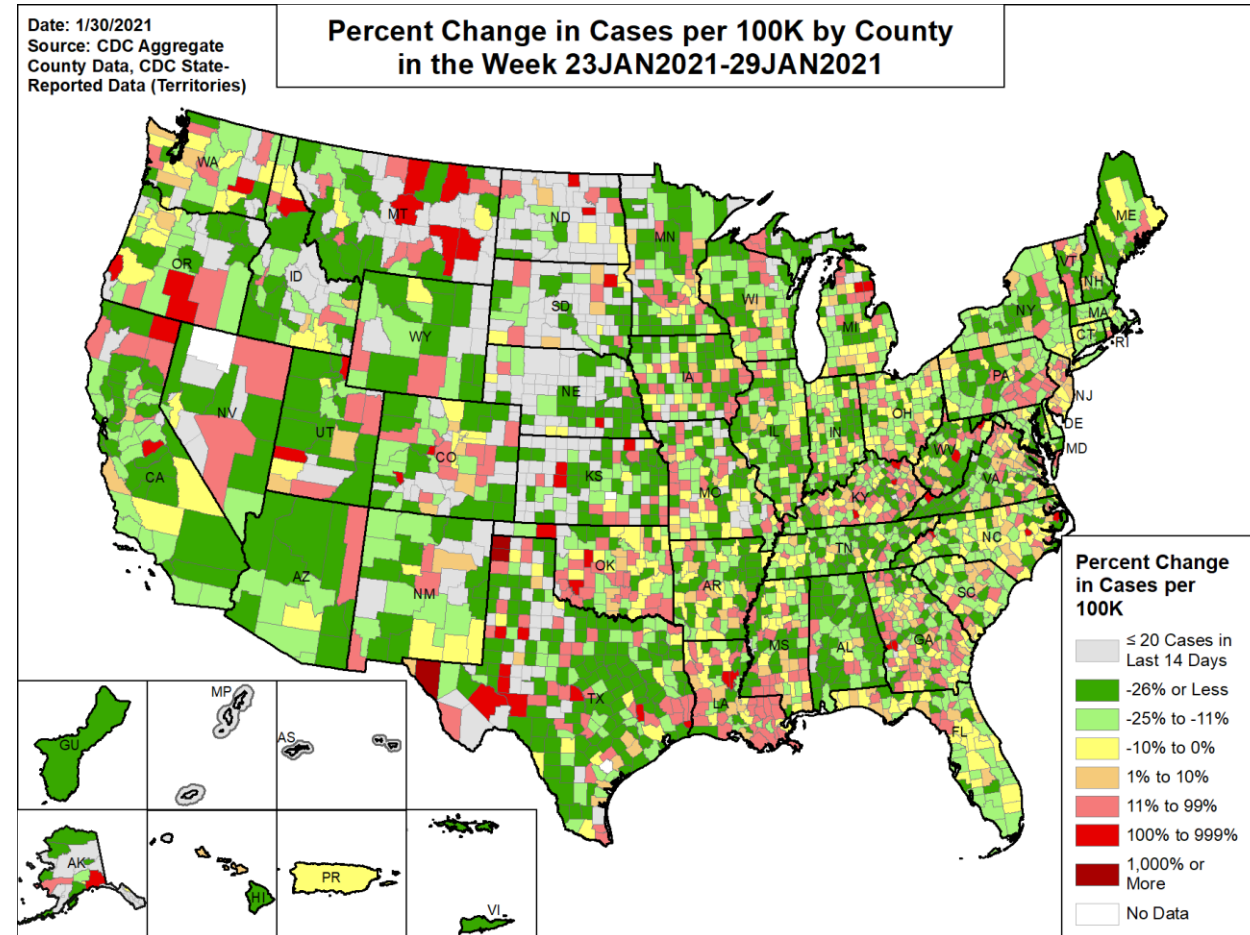 Date: 1/30/2021
Source: CDC Aggregate
County Data, CDC State-
Reported Data (Territories)
Percent Change in Cases per 100K by County
in the Week 23JAN2021-29JAN2021
WA
MT
ND
MN
ME
OR
ID
SD
WI
VT
NH
WY
MI
NY
MA
CT
RI
NV
NE
IA
PA
NJ
UT
CO
IL
IN
OH
DE
MD
CA
KS
MO
WV
VA
KY
AZ
NM
OK
AR
TN
NC
SC
MS
AL
GA
TX
LA
FL
GU
MP
AS
AK
HI
PR
VI
Percent Change
in Cases per
100K
≤ 20 Cases in
Last 14 Days
-26% or Less
-25% to -11%
-10% to 0%
1% to 10%
11% to 99%
100% to 999%
1,000% or
More
No Data